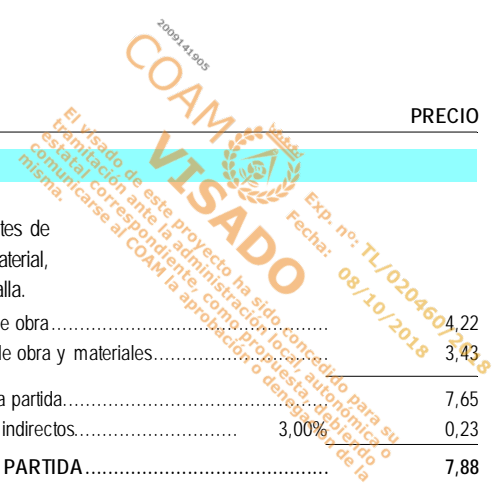 2009141905
COAM
PRECIO
VISADO
El visado de este proyecto ha sido concedido para su
tramitación ante la administración local, autonómica o
estatal correspondiente, como propuesta, debiendo
comunicarse al COAM la aprobación o denegación de la
misma.
Exp. nº: TL/020460/2018
Fecha: 08/10/2018
tes de
aterial,
alla.
e obra........................................................................ 4,22
de obra y materiales............................................ 3,43
a partida.................................................................... 7,65
indirectos............................ 3,00% 0,23
PARTIDA............................................................ 7,88